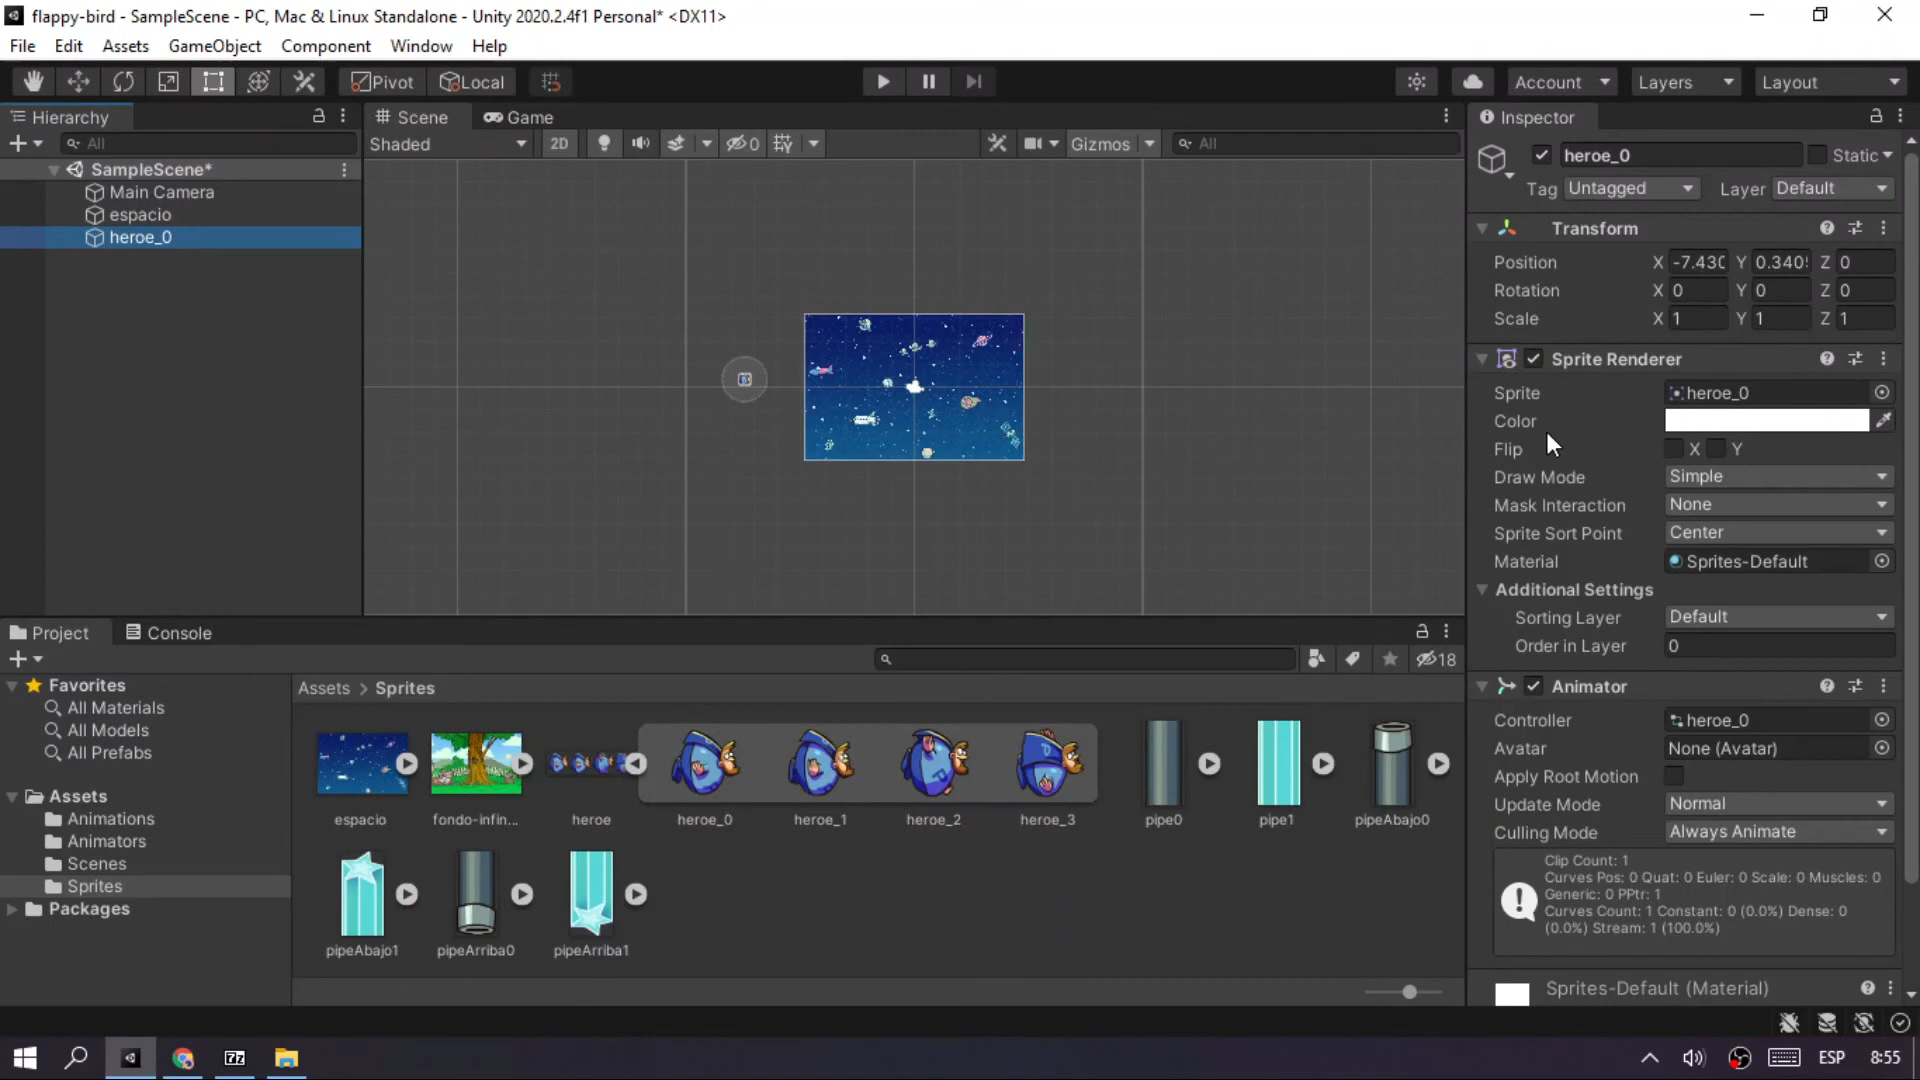 flappy-bird - SampleScene - PC, Mac & Linux Standalone - Unity 2020.2.4f1 Personal* <DX11>
File Edit Assets GameObject Component Window Help
Pivot Local Account Layers Layout
Hierarchy
All
SampleScene*
Main Camera
espacio
heroe_0
Scene Game
Shaded 2D 0 Gizmos All
Inspector
heroe_0 Static
Tag Untagged Layer Default
Transform
Position X -7.430 Y 0.340 Z 0
Rotation X 0 Y 0 Z 0
Scale X 1 Y 1 Z 1
Sprite Renderer
Sprite heroe_0
Color
Flip X Y
Draw Mode Simple
Mask Interaction None
Sprite Sort Point Center
Material Sprites-Default
Additional Settings
Sorting Layer Default
Order in Layer 0
Animator
Controller heroe_0
Avatar None (Avatar)
Apply Root Motion
Update Mode Normal
Culling Mode Always Animate
Clip Count: 1
Curves Pos: 0 Quat: 0 Euler: 0 Scale: 0 Muscles: 0
Generic: 0 PPtr: 1
Curves Count: 1 Constant: 0 (0.0%) Dense: 0
(0.0%) Stream: 1 (100.0%)
Sprites-Default (Material)
Project Console
18
Favorites
All Materials
All Models
All Prefabs
Assets
Animations
Animators
Scenes
Sprites
Packages
Assets > Sprites
espacio fondo-infin... heroe heroe_0 heroe_1 heroe_2 heroe_3 pipe0 pipe1 pipeAbajo0
pipeAbajo1 pipeArriba0 pipeArriba1
7z ESP 8:55